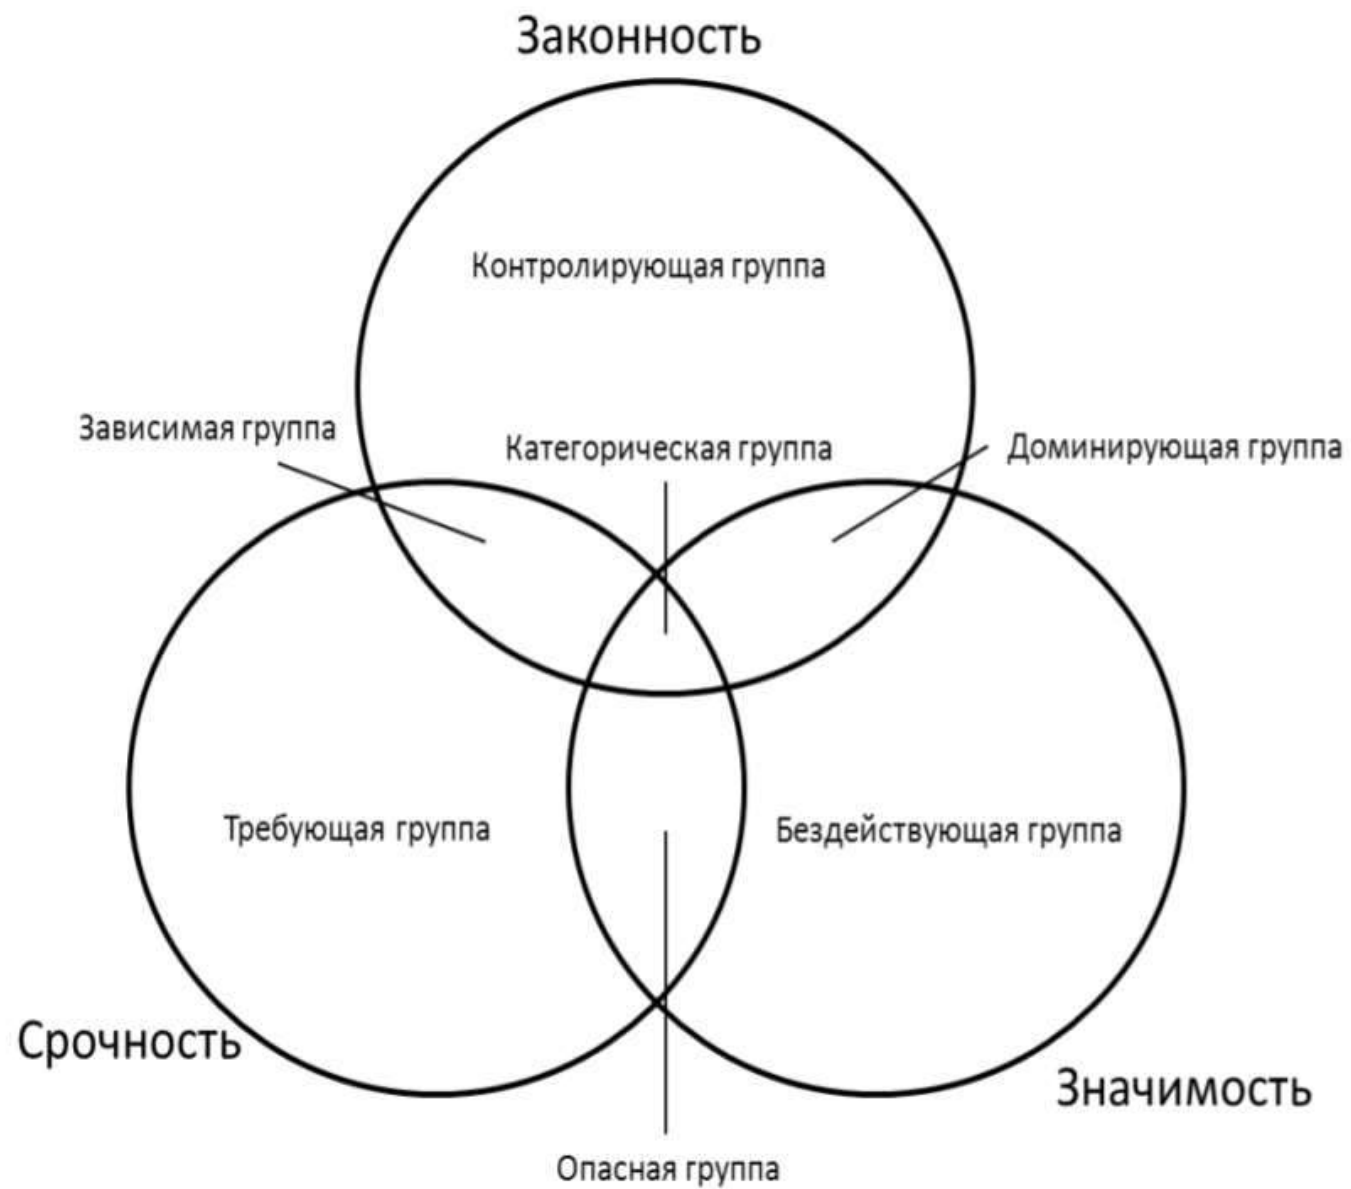 Законность
Контролирующая группа
Зависимая группа
Категорическая группа
Доминирующая группа
Требующая группа
Бездействующая группа
Срочность
Значимость
Опасная группа